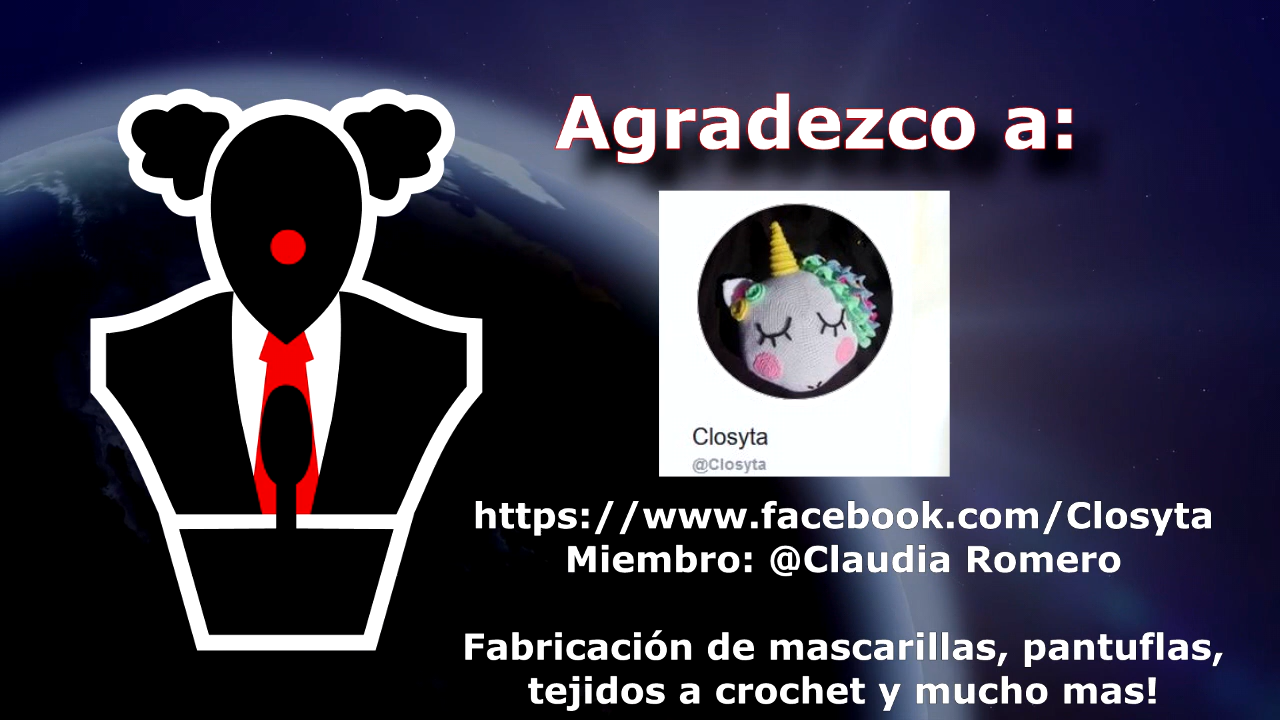 Agradezco a:
Closyta
@Closyta
https://www.facebook.com/Closyta
Miembro: @Claudia Romero
Fabricación de mascarillas, pantuflas,
tejidos a crochet y mucho mas!